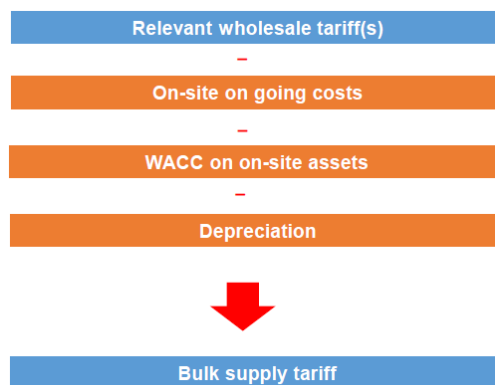 Relevant wholesale tariff(s)
–
On-site on going costs
–
WACC on on-site assets
–
Depreciation
Bulk supply tariff